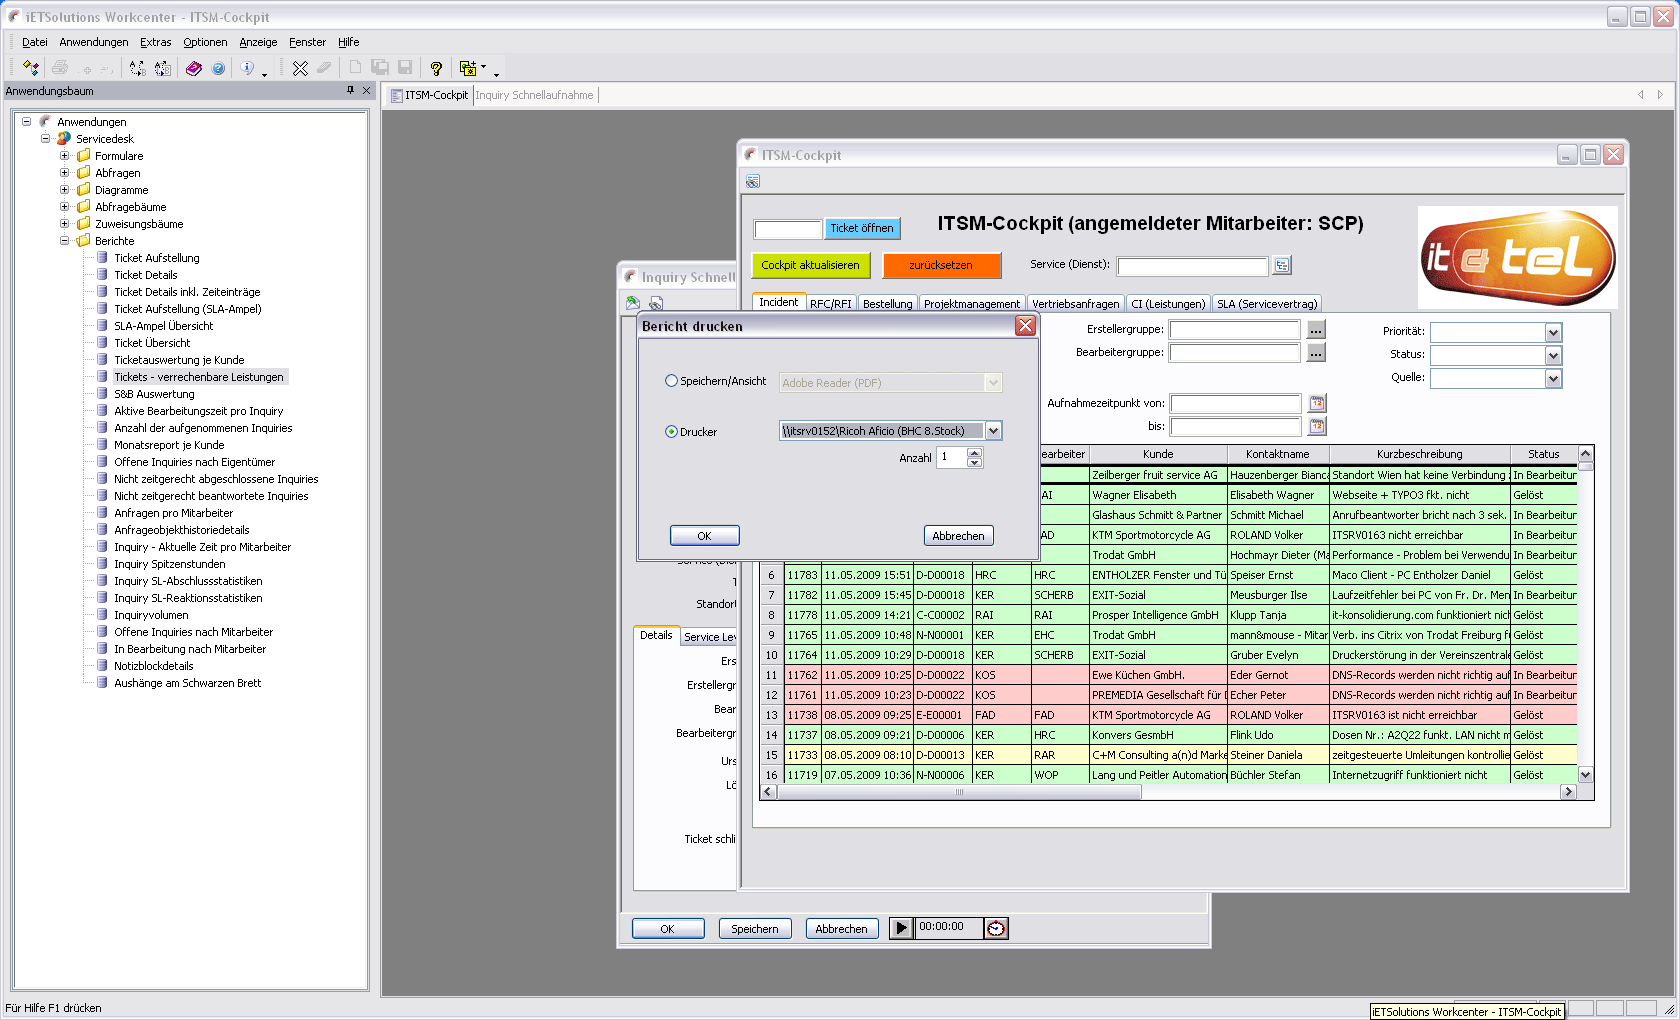 iETSolutions Workcenter - ITSM-Cockpit
Datei Anwendungen Extras Optionen Anzeige Fenster Hilfe
Anwendungsbaum
ITSM-Cockpit Inquiry Schnellaufnahme
Anwendungen
Servicedesk
Formulare
Abfragen
Diagramme
Abfragebäume
Zuweisungsbäume
Berichte
Ticket Aufstellung
Ticket Details
Ticket Details inkl. Zeiteinträge
Ticket Aufstellung (SLA-Ampel)
SLA-Ampel Übersicht
Ticket Übersicht
Ticketauswertung je Kunde
Tickets - verrechenbare Leistungen
S&B Auswertung
Aktive Bearbeitungszeit pro Inquiry
Anzahl der aufgenommenen Inquiries
Monatsreport je Kunde
Offene Inquiries nach Eigentümer
Nicht zeitgerecht abgeschlossene Inquiries
Nicht zeitgerecht beantwortete Inquiries
Anfragen pro Mitarbeiter
Anfrageobjekthistoriedetails
Inquiry - Aktuelle Zeit pro Mitarbeiter
Inquiry Spitzenstunden
Inquiry SL-Abschlussstatistiken
Inquiry SL-Reaktionsstatistiken
Inquiryvolumen
Offene Inquiries nach Mitarbeiter
In Bearbeitung nach Mitarbeiter
Notizblockdetails
Aushänge am Schwarzen Brett
ITSM-Cockpit
Ticket öffnen
ITSM-Cockpit (angemeldeter Mitarbeiter: SCP)
it & tel
Cockpit aktualisieren zurücksetzen Service (Dienst):
Incident RFC/RFI Bestellung Projektmanagement Vertriebsanfragen CI (Leistungen) SLA (Servicevertrag)
Erstellergruppe: ... Priorität:
Bearbeitergruppe: ... Status:
Quelle:
Aufnahmezeitpunkt von: 12
bis: 12
earbeiter Kunde Kontaktname Kurzbeschreibung Status
Zeilberger fruit service AG Hauzenberger Bianca Standort Wien hat keine Verbindung In Bearbeitun
AI Wagner Elisabeth Elisabeth Wagner Webseite + TYPO3 fkt. nicht Gelöst
Glashaus Schmitt & Partner Schmitt Michael Anrufbeantworter bricht nach 3 sek. In Bearbeitun
AD KTM Sportmotorcycle AG ROLAND Volker ITSRV0163 nicht erreichbar In Bearbeitun
Trodat GmbH Hochmayr Dieter (Ma Performance - Problem bei Verwendu In Bearbeitun
6 11783 11.05.2009 15:51 D-D00018 HRC HRC ENTHOLZER Fenster und Tü Speiser Ernst Maco Client - PC Entholzer Daniel Gelöst
7 11782 11.05.2009 15:45 D-D00018 KER SCHERB EXIT-Sozial Meusburger Ilse Laufzeitfehler bei PC von Fr. Dr. Men Gelöst
8 11778 11.05.2009 14:21 C-C00002 RAI RAI Prosper Intelligence GmbH Klupp Tanja it-konsolidierung.com funktioniert nich Gelöst
9 11765 11.05.2009 10:48 N-N00001 KER EHC Trodat GmbH mann&mouse - Mitar Verb. ins Citrix von Trodat Freiburg f Gelöst
10 11764 11.05.2009 10:29 D-D00018 KER SCHERB EXIT-Sozial Gruber Evelyn Druckerstörung in der Vereinszentrale Gelöst
11 11762 11.05.2009 10:25 D-D00022 KOS Ewe Küchen GmbH. Eder Gernot DNS-Records werden nicht richtig auf In Bearbeitun
12 11761 11.05.2009 10:23 D-D00022 KOS PREMEDIA Gesellschaft für D Echer Peter DNS-Records werden nicht richtig auf In Bearbeitun
13 11738 08.05.2009 09:25 E-E00001 FAD FAD KTM Sportmotorcycle AG ROLAND Volker ITSRV0163 ist nicht erreichbar Gelöst
14 11737 08.05.2009 09:21 D-D00006 KER HRC Konvers GesmbH Flink Udo Dosen Nr.: A2Q22 funkt. LAN nicht m Gelöst
15 11733 08.05.2009 08:10 D-D00013 KER RAR C+M Consulting a(n)d Marke Steiner Daniela zeitgesteuerte Umleitungen kontrollie Gelöst
16 11719 07.05.2009 10:36 N-N00006 KER WOP Lang und Peitler Automation Büchler Stefan Internetzugriff funktioniert nicht Gelöst
Bericht drucken
Speichern/Ansicht Adobe Reader (PDF)
Drucker \\itsrv0152\Ricoh Aficio (BHC 8.Stock)
Anzahl 1
OK Abbrechen
Inquiry Schnell
Service (Die
T
Standort
Details Service Lev
Ers
Erstellergr
Bear
Bearbeitergr
Urs
Lö
Ticket schli
OK Speichern Abbrechen 00:00:00
Für Hilfe F1 drücken
iETSolutions Workcenter - ITSM-Cockpit